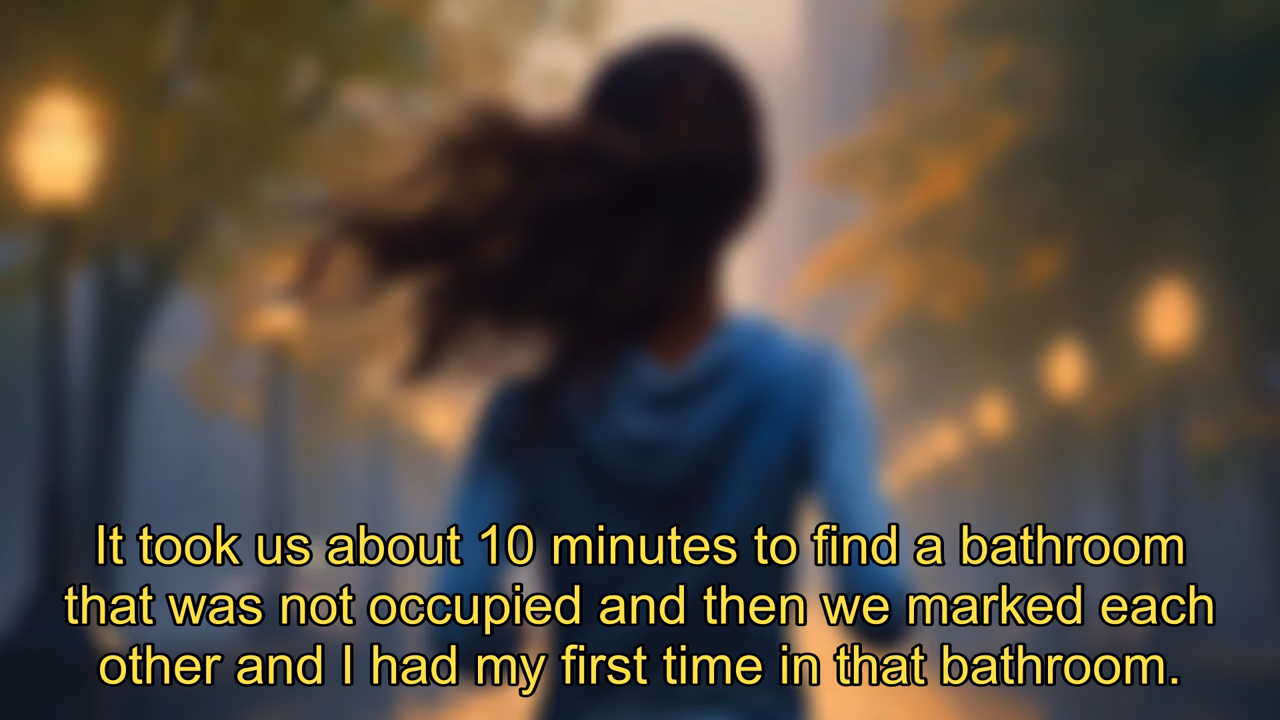 It took us about 10 minutes to find a bathroom
that was not occupied and then we marked each
other and I had my first time in that bathroom.